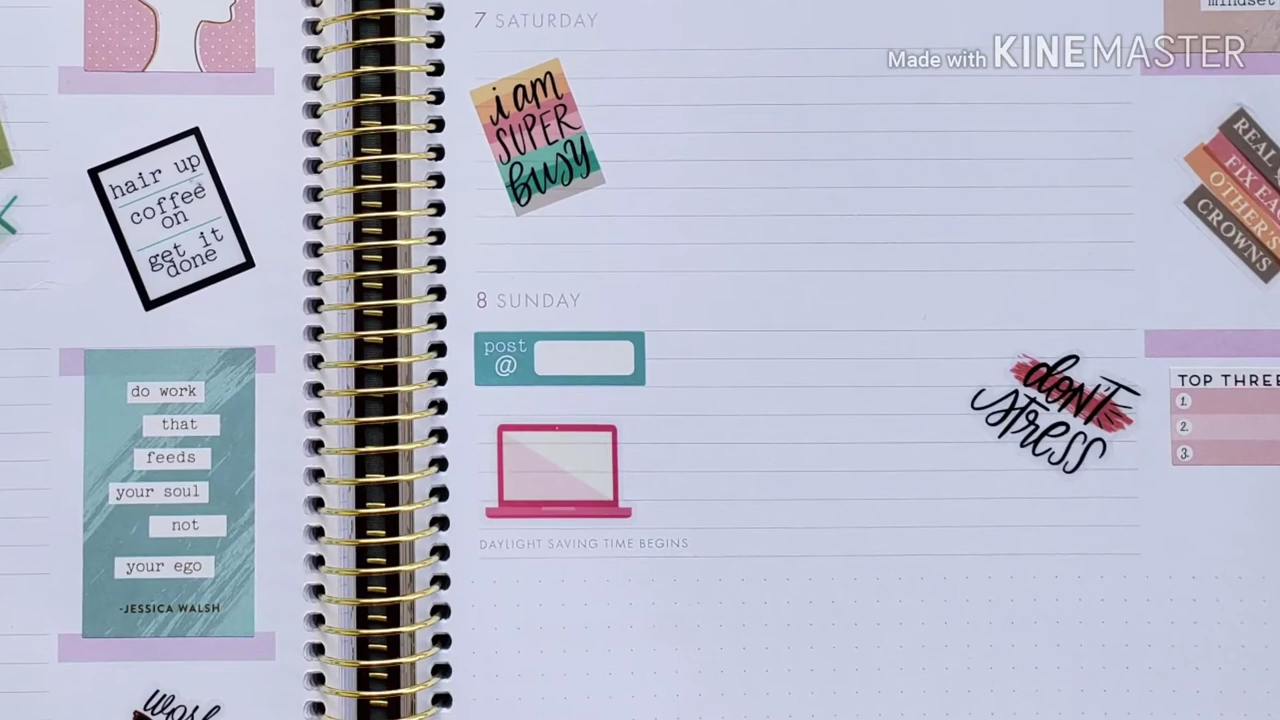 7 SATURDAY
mindset
Made with KINEMASTER
i am
SUPER
busy
REAL
FIX EA
OTHER'S
CROWNS
hair up
coffee
on
get it
done
8 SUNDAY
post
@
do work
that
feeds
your soul
not
your ego
-JESSICA WALSH
don't
stress
TOP THREE
1.
2.
3.
DAYLIGHT SAVING TIME BEGINS